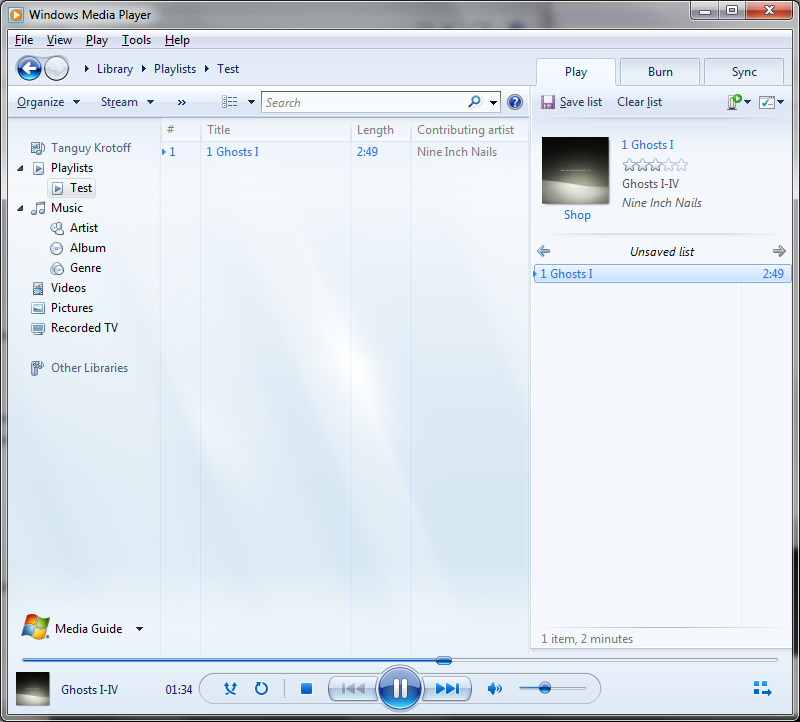 Windows Media Player
File View Play Tools Help
Library Playlists Test
Play Burn Sync
Organize Stream » Search ?
Save list Clear list
# Title Length Contributing artist
1 1 Ghosts I 2:49 Nine Inch Nails
Tanguy Krotoff
Playlists
Test
Music
Artist
Album
Genre
Videos
Pictures
Recorded TV
Other Libraries
Media Guide
1 Ghosts I
Ghosts I-IV
Nine Inch Nails
Shop
Unsaved list
1 Ghosts I 2:49
1 item, 2 minutes
Ghosts I-IV 01:34